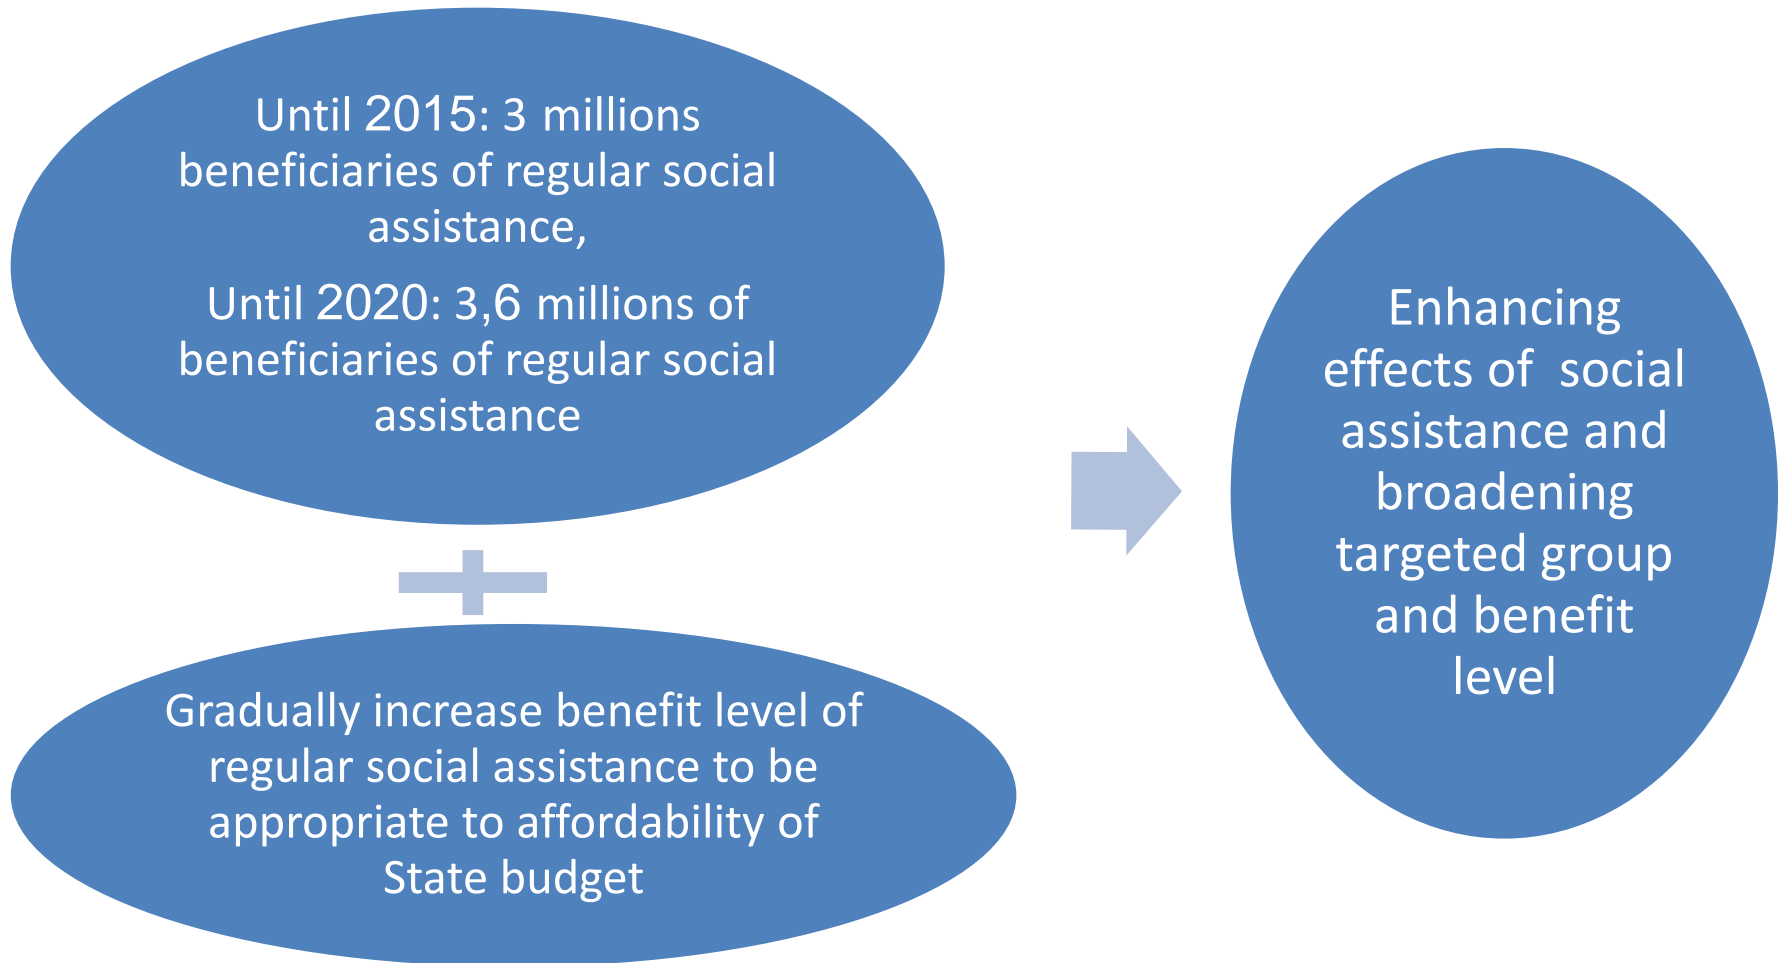 Until 2015: 3 millions
beneficiaries of regular social
assistance,
Until 2020: 3,6 millions of
beneficiaries of regular social
assistance
Gradually increase benefit level of
regular social assistance to be
appropriate to affordability of
State budget
Enhancing
effects of  social
assistance and
broadening
targeted group
and benefit
level